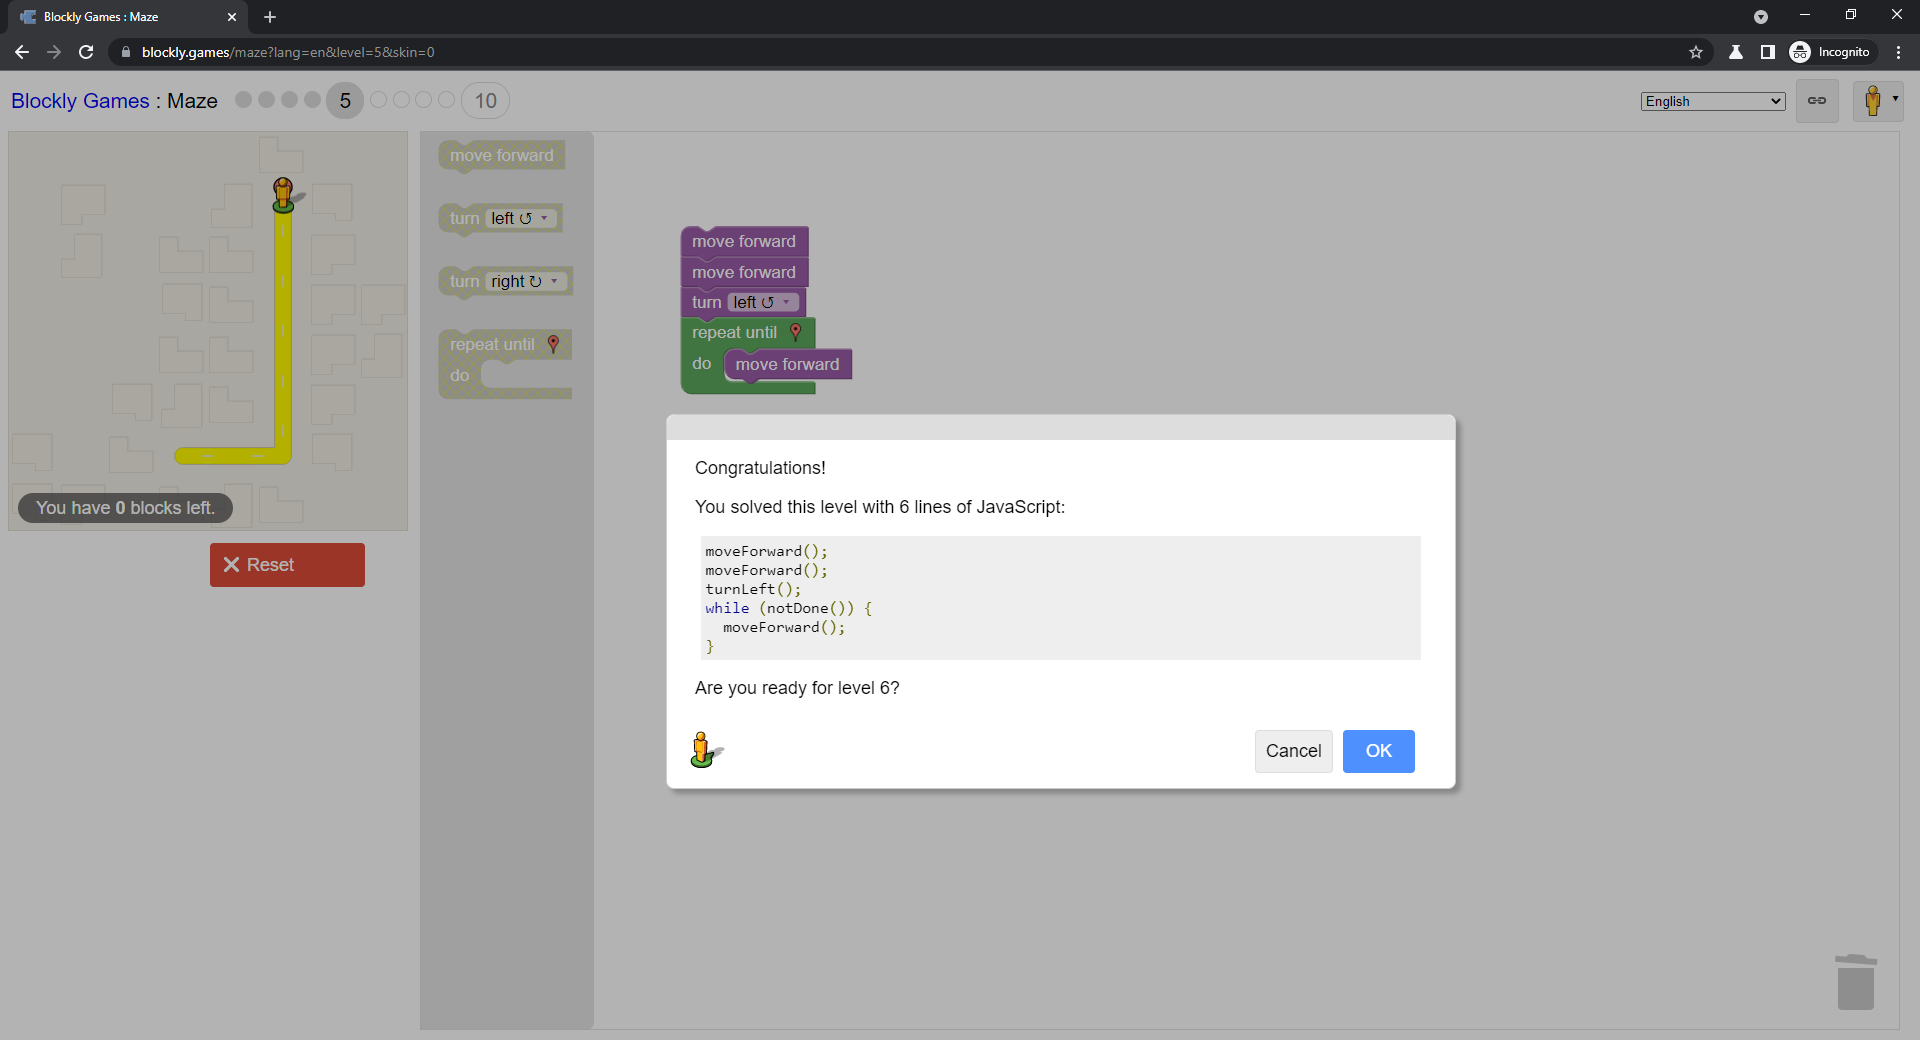 Blockly Games : Maze
blockly.games/maze?lang=en&level=5&skin=0
Incognito
Blockly Games : Maze
5
10
English
move forward
turn left ↺
turn right ↻
repeat until
do
move forward
move forward
turn left ↺
repeat until
do move forward
You have 0 blocks left.
Reset
Congratulations!
You solved this level with 6 lines of JavaScript:
moveForward();
moveForward();
turnLeft();
while (notDone()) {
  moveForward();
}
Are you ready for level 6?
Cancel
OK